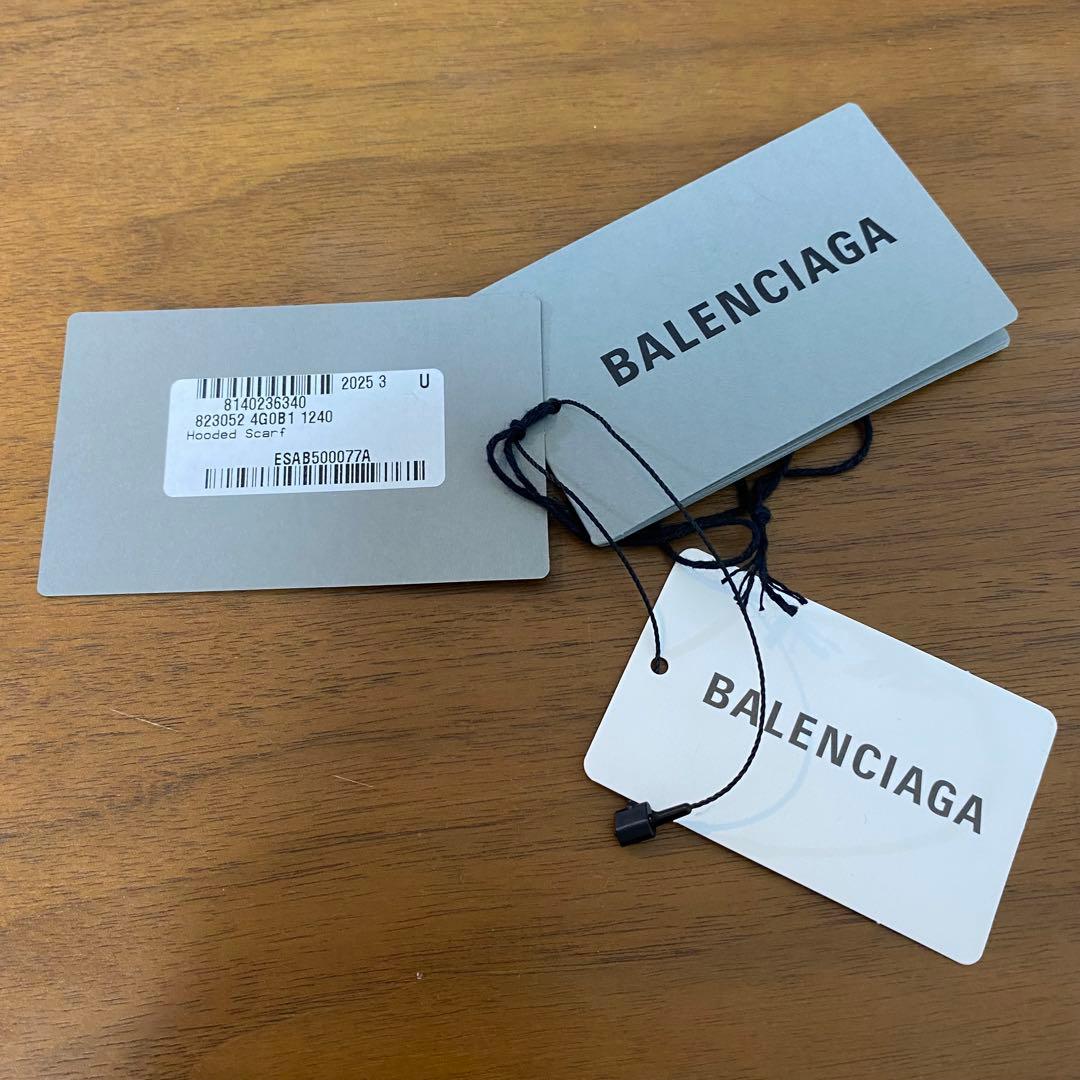 BALENCIAGA
2025 3 U
8140236340
823052 4G0B1 1240
Hooded Scarf
ESAB500077A
BALENCIAGA